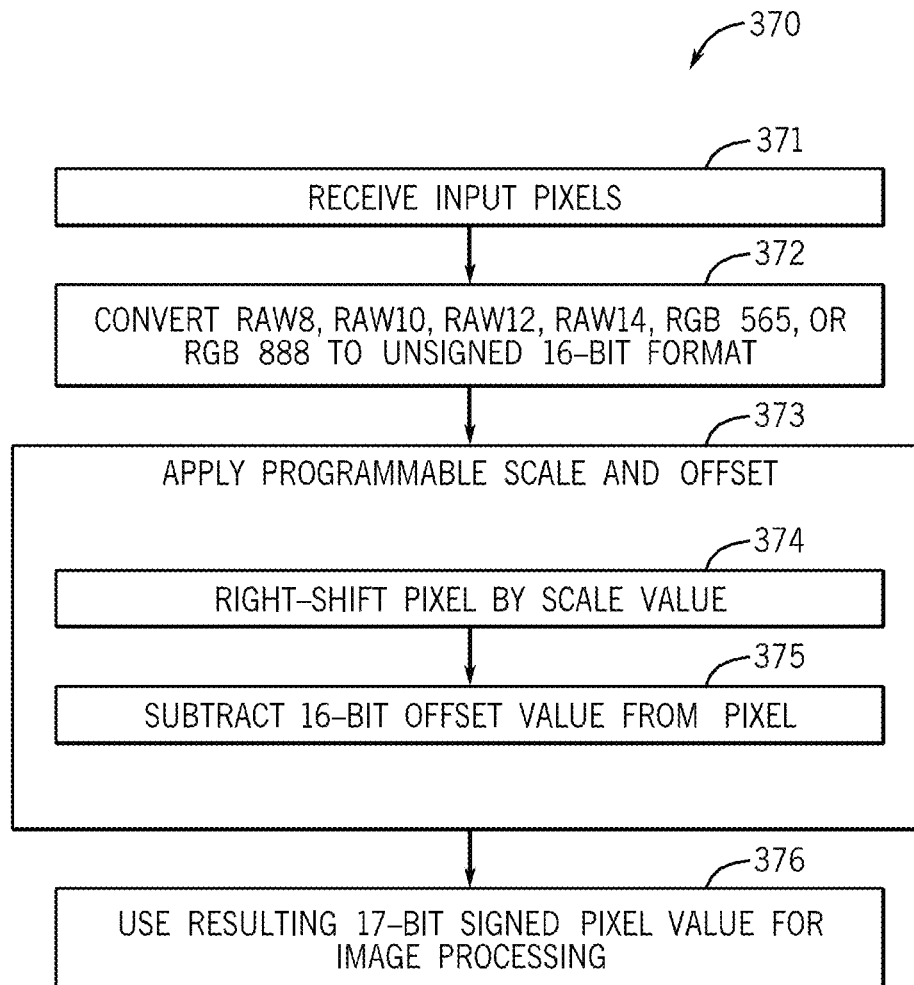 370
371
RECEIVE INPUT PIXELS
372
CONVERT RAW8, RAW10, RAW12, RAW14, RGB 565, OR
RGB 888 TO UNSIGNED 16–BIT FORMAT
373
APPLY PROGRAMMABLE SCALE AND OFFSET
374
RIGHT–SHIFT PIXEL BY SCALE VALUE
375
SUBTRACT 16–BIT OFFSET VALUE FROM PIXEL
376
USE RESULTING 17–BIT SIGNED PIXEL VALUE FOR
IMAGE PROCESSING